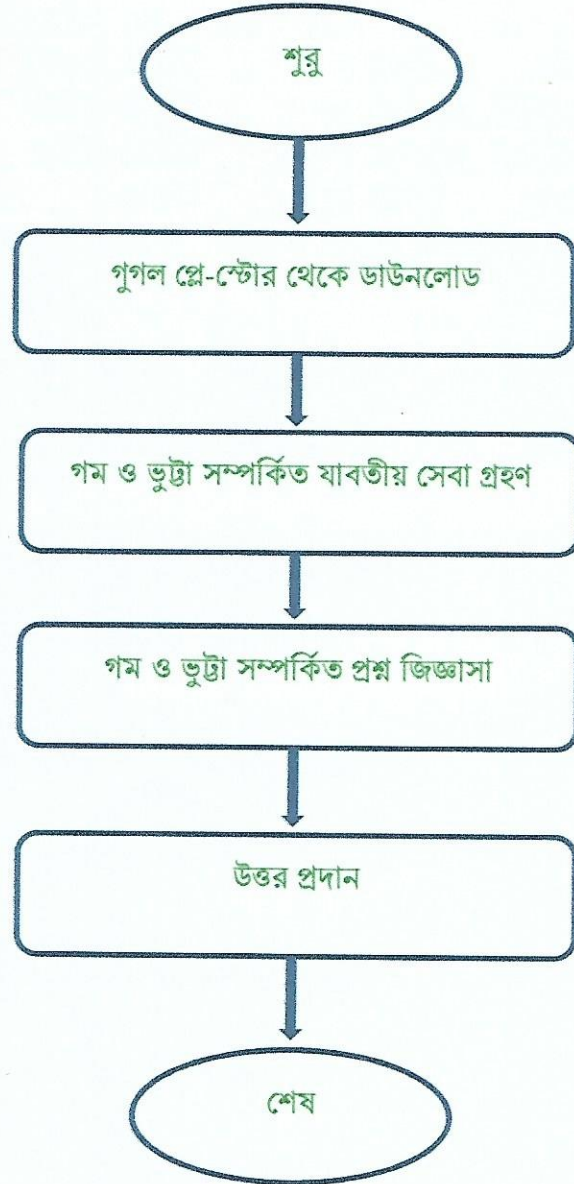 শুরু
গুগল প্লে-স্টোর থেকে ডাউনলোড
গম ও ভুট্টা সম্পর্কিত যাবতীয় সেবা গ্রহণ
গম ও ভুট্টা সম্পর্কিত প্রশ্ন জিজ্ঞাসা
উত্তর প্রদান
শেষ